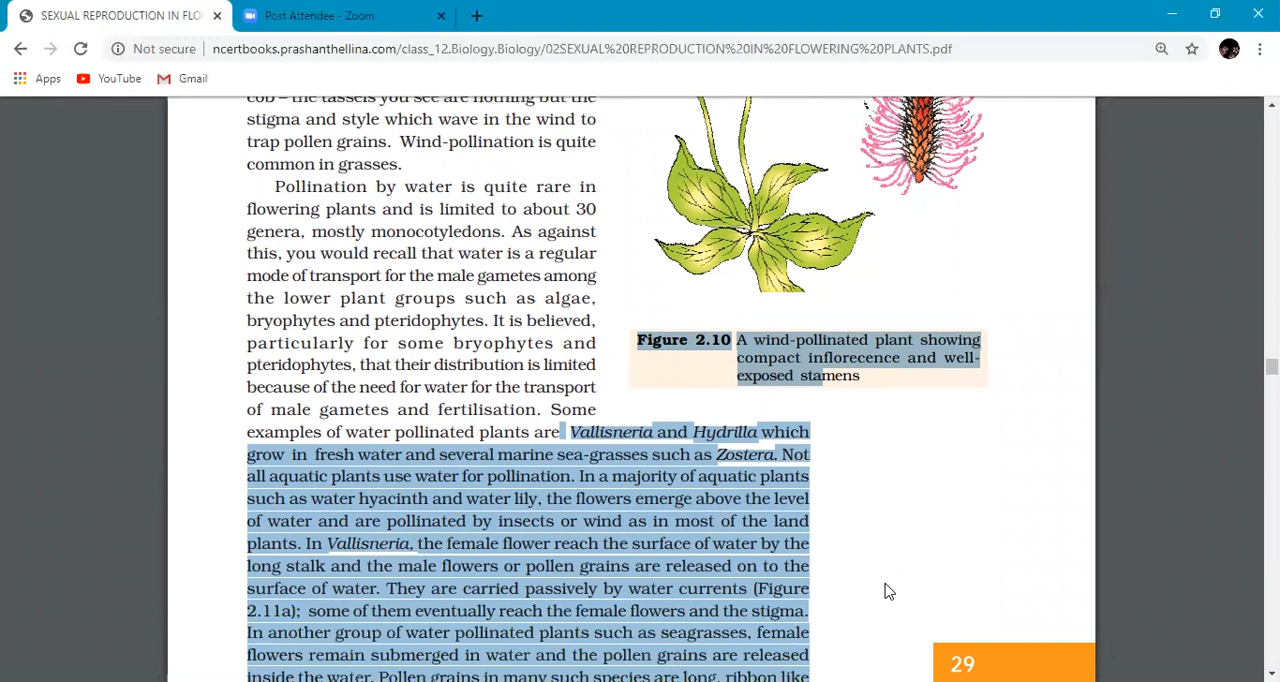 SEXUAL REPRODUCTION IN FLO
Post Attendee - Zoom
Not secure
ncertbooks.prashanthellina.com/class_12.Biology.Biology/02SEXUAL%20REPRODUCTION%20IN%20FLOWERING%20PLANTS.pdf
Apps
YouTube
Gmail
cob – the tassels you see are nothing but the
stigma and style which wave in the wind to
trap pollen grains. Wind-pollination is quite
common in grasses.
Pollination by water is quite rare in
flowering plants and is limited to about 30
genera, mostly monocotyledons. As against
this, you would recall that water is a regular
mode of transport for the male gametes among
the lower plant groups such as algae,
bryophytes and pteridophytes. It is believed,
particularly for some bryophytes and
pteridophytes, that their distribution is limited
because of the need for water for the transport
of male gametes and fertilisation. Some
examples of water pollinated plants are Vallisneria and Hydrilla which
grow in fresh water and several marine sea-grasses such as Zostera. Not
all aquatic plants use water for pollination. In a majority of aquatic plants
such as water hyacinth and water lily, the flowers emerge above the level
of water and are pollinated by insects or wind as in most of the land
plants. In Vallisneria, the female flower reach the surface of water by the
long stalk and the male flowers or pollen grains are released on to the
surface of water. They are carried passively by water currents (Figure
2.11a); some of them eventually reach the female flowers and the stigma.
In another group of water pollinated plants such as seagrasses, female
flowers remain submerged in water and the pollen grains are released
inside the water. Pollen grains in many such species are long, ribbon like
Figure 2.10 A wind-pollinated plant showing
compact inflorecence and well-
exposed stamens
29